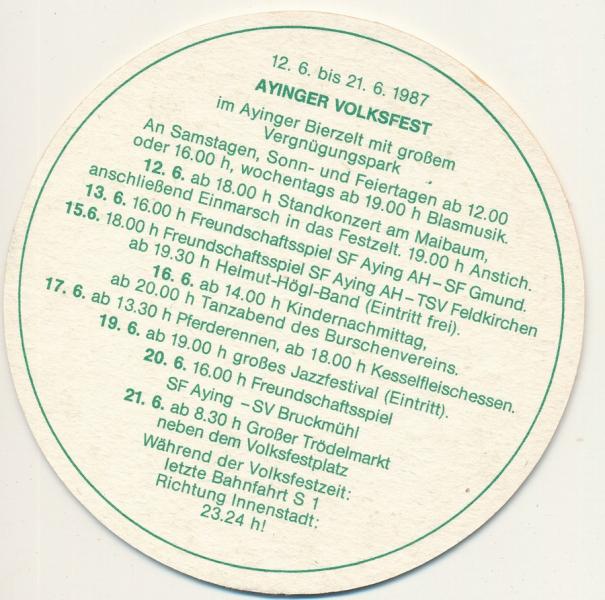 12. 6. bis 21. 6. 1987
AYINGER VOLKSFEST
im Ayinger Bierzelt mit großem
Vergnügungspark
An Samstagen, Sonn- und Feiertagen ab 12.00
oder 16.00 h, wochentags ab 19.00 h Blasmusik.
12. 6. ab 18.00 h Standkonzert am Maibaum,
anschließend Einmarsch in das Festzelt. 19.00 h Anstich.
13. 6. 16.00 h Freundschaftsspiel SF Aying AH – SF Gmund.
15.6. 18.00 h Freundschaftsspiel SF Aying AH – TSV Feldkirchen
ab 19.30 h Helmut-Högl-Band (Eintritt frei).
16. 6. ab 14.00 h Kindernachmittag,
ab 20.00 h Tanzabend des Burschenvereins.
17. 6. ab 13.30 h Pferderennen, ab 18.00 h Kesselfleischessen.
19. 6. ab 19.00 h großes Jazzfestival (Eintritt).
20. 6. 16.00 h Freundschaftsspiel
SF Aying – SV Bruckmühl
21. 6. ab 8.30 h Großer Trödelmarkt
neben dem Volksfestplatz
Während der Volksfestzeit:
letzte Bahnfahrt S 1
Richtung Innenstadt:
23.24 h!